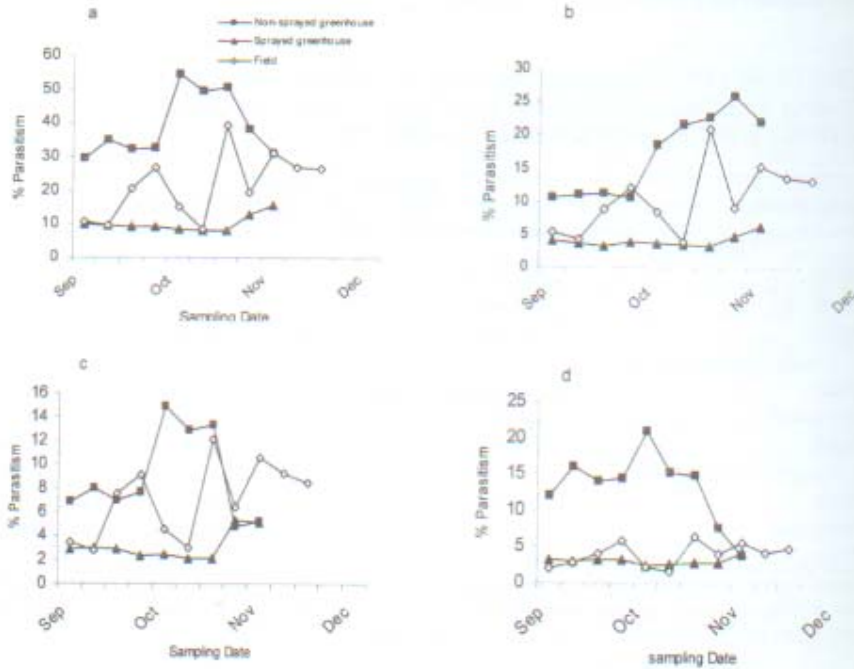 a
Non-sprayed greenhouse
Sprayed greenhouse
Field
% Parasitism
60
50
40
30
20
10
0
Sep
Oct
Nov
Dec
Sampling Date
b
% Parasitism
30
25
20
15
10
5
0
Sep
Oct
Nov
Dec
c
% Parasitism
16
14
12
10
8
6
4
2
0
Sep
Oct
Nov
Dec
Sampling Date
d
% Parasitism
25
20
15
10
5
0
Sep
Oct
Nov
Dec
sampling Date